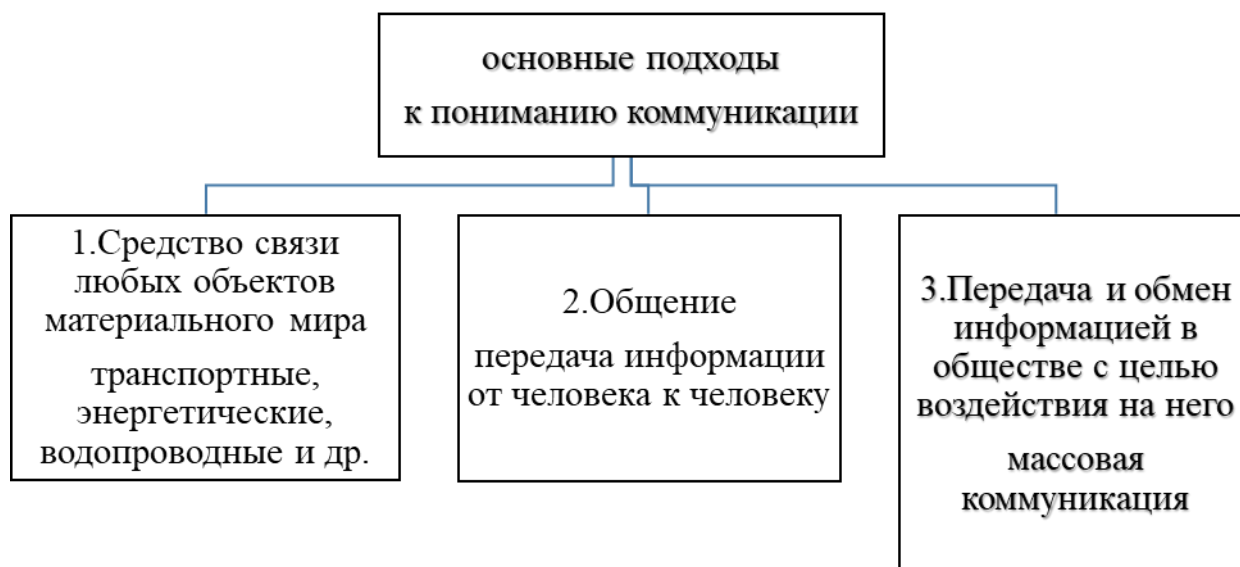 основные подходы
к пониманию коммуникации
1.Средство связи
любых объектов
материального мира
транспортные,
энергетические,
водопроводные и др.
2.Общение
передача информации
от человека к человеку
3.Передача и обмен
информацией в
обществе с целью
воздействия на него
массовая
коммуникация